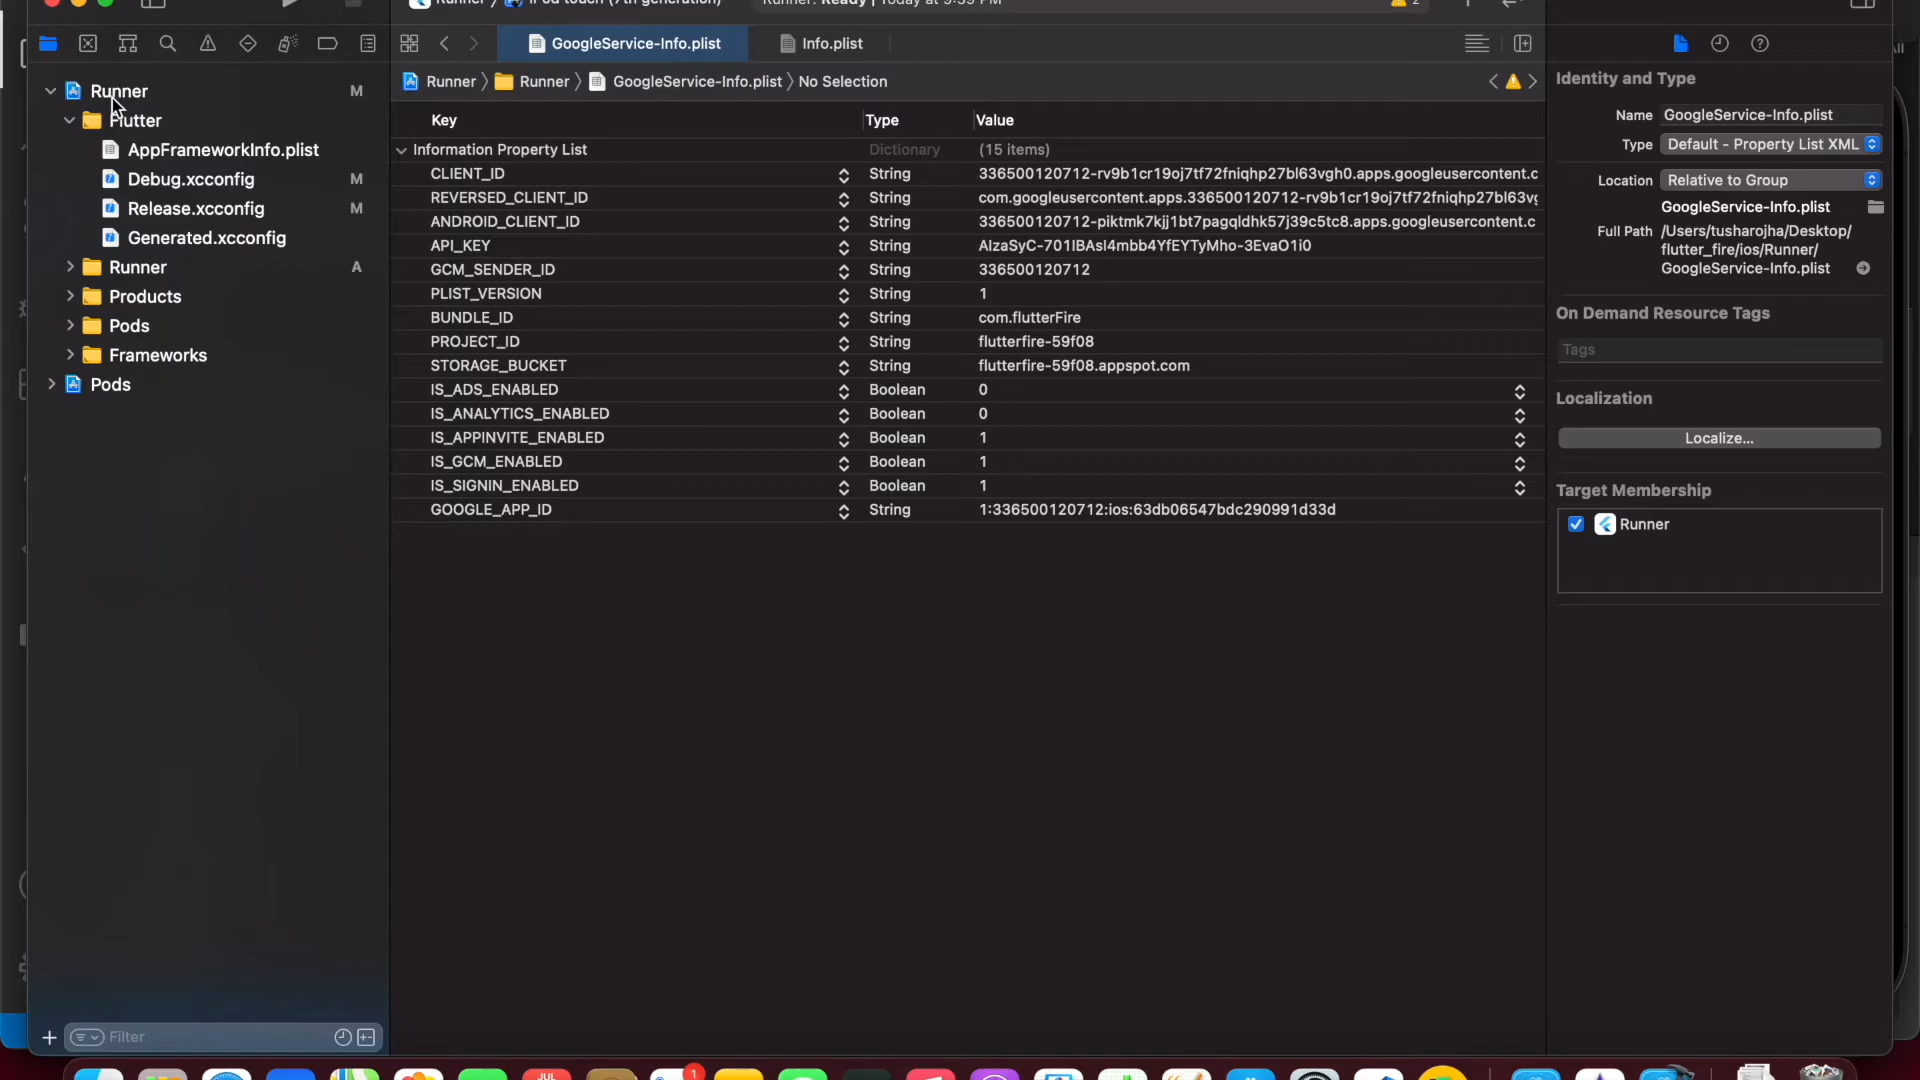 GoogleService-Info.plist
Info.plist
Runner
M
Flutter
AppFrameworkInfo.plist
Debug.xcconfig
M
Release.xcconfig
M
Generated.xcconfig
Runner
A
Products
Pods
Frameworks
Pods
Filter
Runner
Runner
GoogleService-Info.plist
No Selection
Key
Type
Value
Information Property List
Dictionary
(15 items)
CLIENT_ID
String
336500120712-rv9b1cr19oj7tf72fniqhp27bl63vgh0.apps.googleusercontent.c
REVERSED_CLIENT_ID
String
com.googleusercontent.apps.336500120712-rv9b1cr19oj7tf72fniqhp27bl63vg
ANDROID_CLIENT_ID
String
336500120712-piktmk7kjj1bt7pagqldhk57j39c5tc8.apps.googleusercontent.c
API_KEY
String
AIzaSyC-701IBAsI4mbb4YfEYTyMho-3EvaO1i0
GCM_SENDER_ID
String
336500120712
PLIST_VERSION
String
1
BUNDLE_ID
String
com.flutterFire
PROJECT_ID
String
flutterfire-59f08
STORAGE_BUCKET
String
flutterfire-59f08.appspot.com
IS_ADS_ENABLED
Boolean
0
IS_ANALYTICS_ENABLED
Boolean
0
IS_APPINVITE_ENABLED
Boolean
1
IS_GCM_ENABLED
Boolean
1
IS_SIGNIN_ENABLED
Boolean
1
GOOGLE_APP_ID
String
1:336500120712:ios:63db06547bdc290991d33d
Identity and Type
Name
GoogleService-Info.plist
Type
Default - Property List XML
Location
Relative to Group
GoogleService-Info.plist
Full Path
/Users/tusharojha/Desktop/
flutter_fire/ios/Runner/
GoogleService-Info.plist
On Demand Resource Tags
Tags
Localization
Localize...
Target Membership
Runner
JUL
1